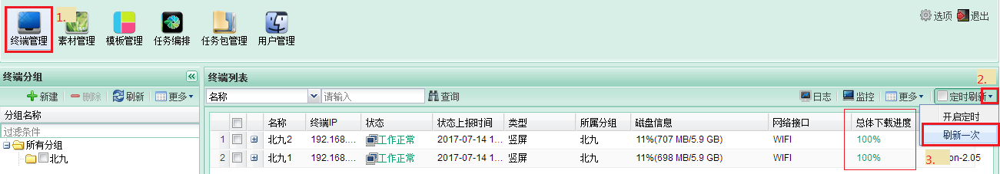 1.
终端管理 素材管理 模板管理 任务编排 任务包管理 用户管理
选项 退出
终端分组
新建 删除 刷新 更多
分组名称
过滤条件
所有分组
北九
终端列表
2.
名称 请输入 查询 日志 监控 更多 定时刷新
开启定时
刷新一次
3.
名称 终端IP 状态 状态上报时间 类型 所属分组 磁盘信息 网络接口 总体下载进度
1 北九2 192.168.... 工作正常 2017-07-14 1... 竖屏 北九 11%(707 MB/5.9 GB) WIFI 100%
2 北九1 192.168.... 工作正常 2017-07-14 1... 竖屏 北九 11%(698 MB/5.9 GB) WIFI 100% on-2.05